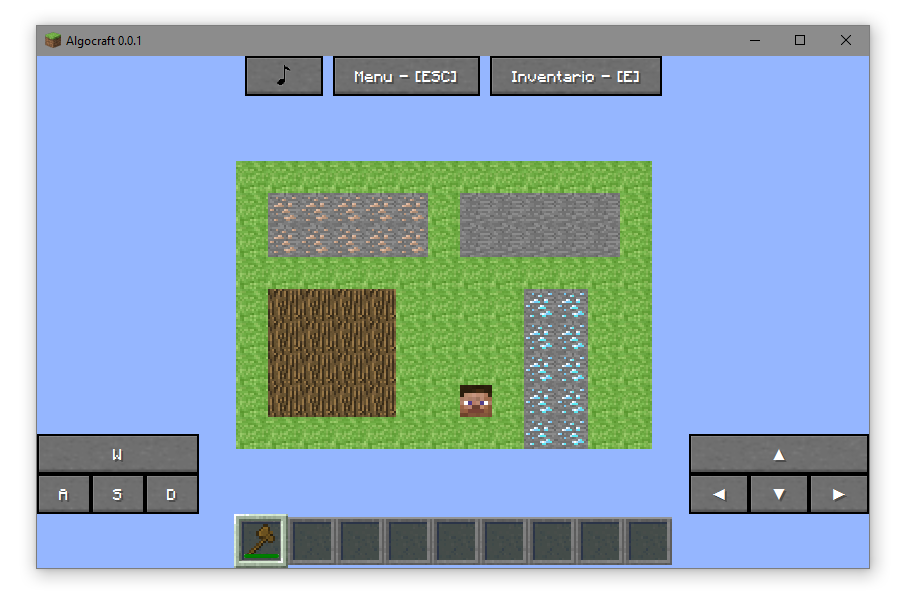 Algocraft 0.0.1
♪
Menu - [ESC]
Inventario - [E]
W
▲
A S D
◀ ▼ ▶